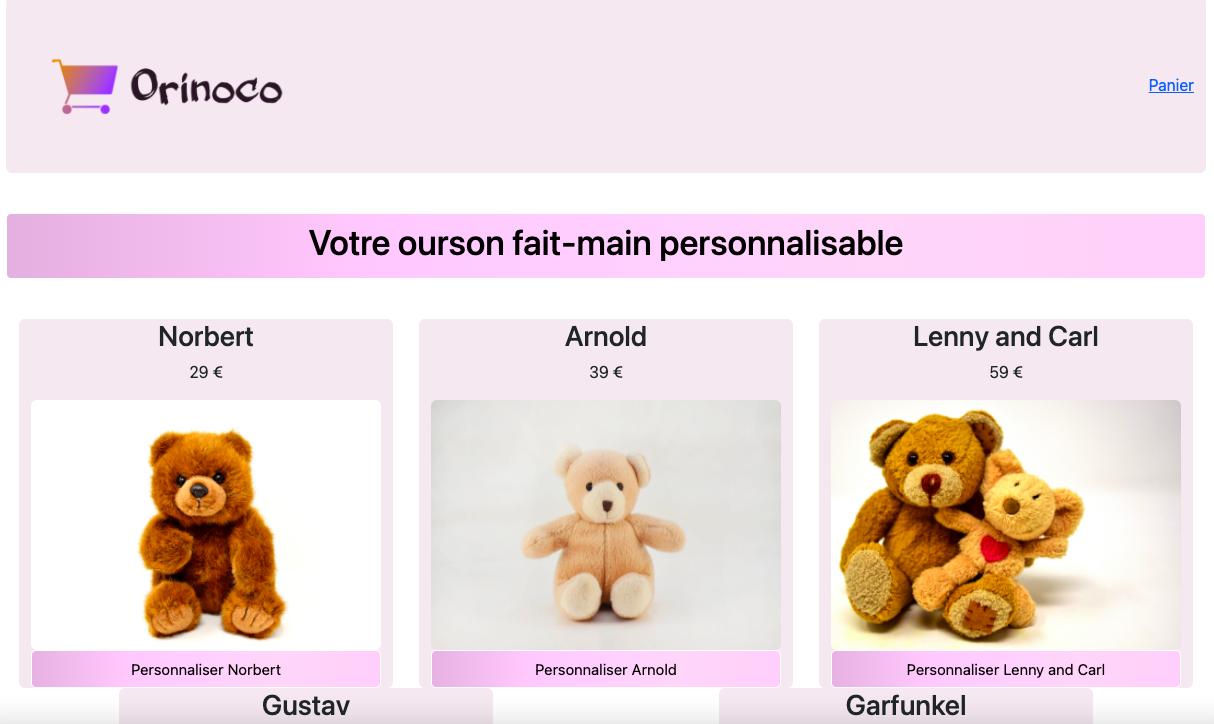 Orinoco
Panier
Votre ourson fait-main personnalisable
Norbert
29 €
Arnold
39 €
Lenny and Carl
59 €
Personnaliser Norbert
Personnaliser Arnold
Personnaliser Lenny and Carl
Gustav
Garfunkel